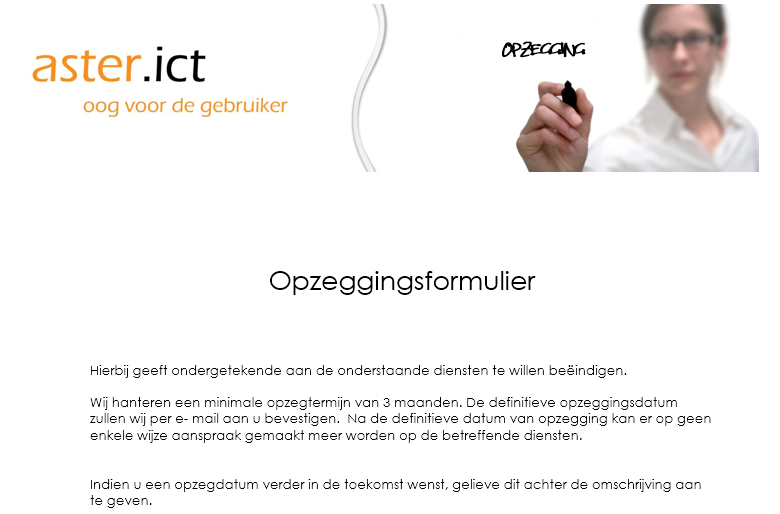 aster.ict
oog voor de gebruiker
OPZEGGING
Opzeggingsformulier
Hierbij geeft ondergetekende aan de onderstaande diensten te willen beëindigen.
Wij hanteren een minimale opzegtermijn van 3 maanden. De definitieve opzeggingsdatum
zullen wij per e- mail aan u bevestigen.  Na de definitieve datum van opzegging kan er op geen
enkele wijze aanspraak gemaakt meer worden op de betreffende diensten.
Indien u een opzegdatum verder in de toekomst wenst, gelieve dit achter de omschrijving aan
te geven.